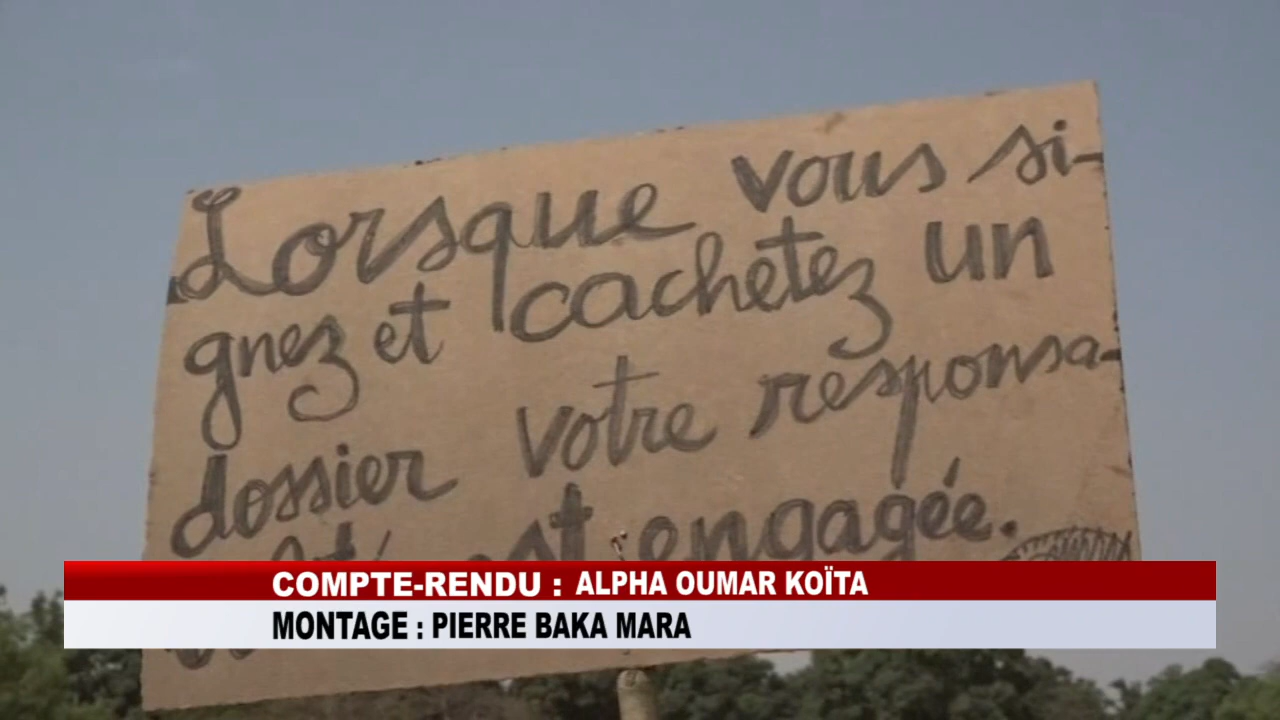 Lorsque vous si-
gnez et cachetez un
dossier votre responsa-
est engagée.
COMPTE-RENDU : ALPHA OUMAR KOÏTA
MONTAGE : PIERRE BAKA MARA